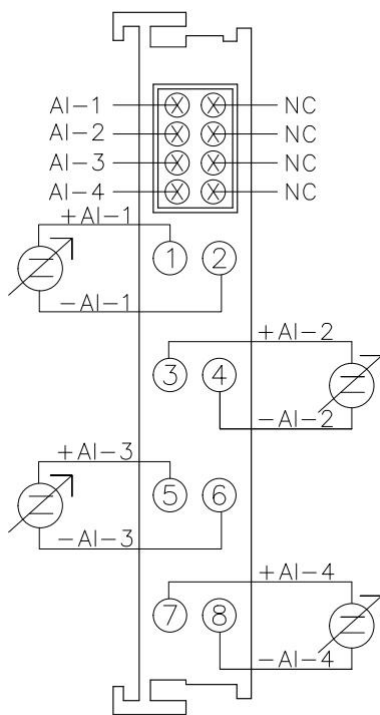 AI-1 NC
AI-2 NC
AI-3 NC
AI-4 NC
+AI-1
1 2
-AI-1
+AI-2
3 4
-AI-2
+AI-3
5 6
-AI-3
+AI-4
7 8
-AI-4